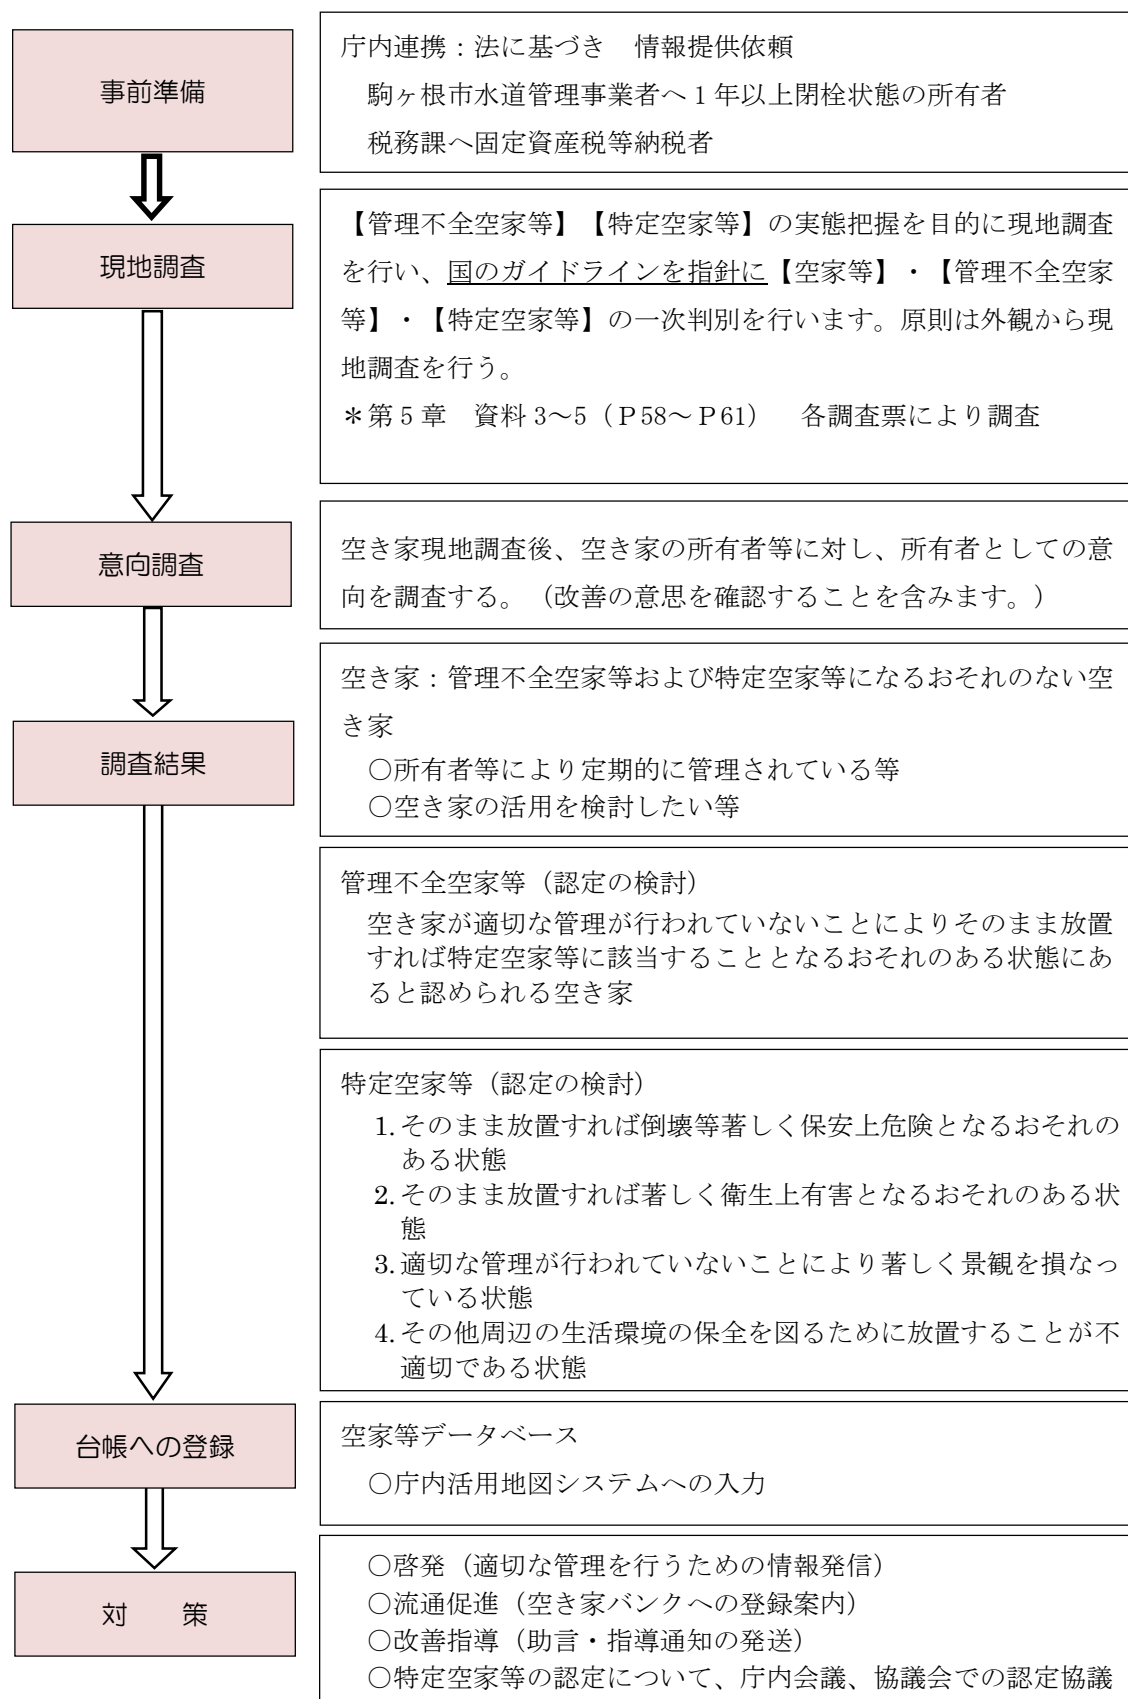 事前準備
庁内連携：法に基づき　情報提供依頼
駒ヶ根市水道管理事業者へ１年以上閉栓状態の所有者
税務課へ固定資産税等納税者
現地調査
【管理不全空家等】【特定空家等】の実態把握を目的に現地調査
を行い、国のガイドラインを指針に【空家等】・【管理不全空家
等】・【特定空家等】の一次判別を行います。原則は外観から現
地調査を行う。
＊第５章　資料 3～5（Ｐ58～Ｐ61）　各調査票により調査
意向調査
空き家現地調査後、空き家の所有者等に対し、所有者としての意
向を調査する。（改善の意思を確認することを含みます。）
調査結果
空き家：管理不全空家等および特定空家等になるおそれのない空
き家
○所有者等により定期的に管理されている等
○空き家の活用を検討したい等
管理不全空家等（認定の検討）
空き家が適切な管理が行われていないことによりそのまま放置
すれば特定空家等に該当することとなるおそれのある状態にあ
ると認められる空き家
特定空家等（認定の検討）
1.そのまま放置すれば倒壊等著しく保安上危険となるおそれの
ある状態
2.そのまま放置すれば著しく衛生上有害となるおそれのある状
態
3.適切な管理が行われていないことにより著しく景観を損なっ
ている状態
4.その他周辺の生活環境の保全を図るために放置することが不
適切である状態
台帳への登録
空家等データベース
○庁内活用地図システムへの入力
対　　策
○啓発（適切な管理を行うための情報発信）
○流通促進（空き家バンクへの登録案内）
○改善指導（助言・指導通知の発送）
○特定空家等の認定について、庁内会議、協議会での認定協議